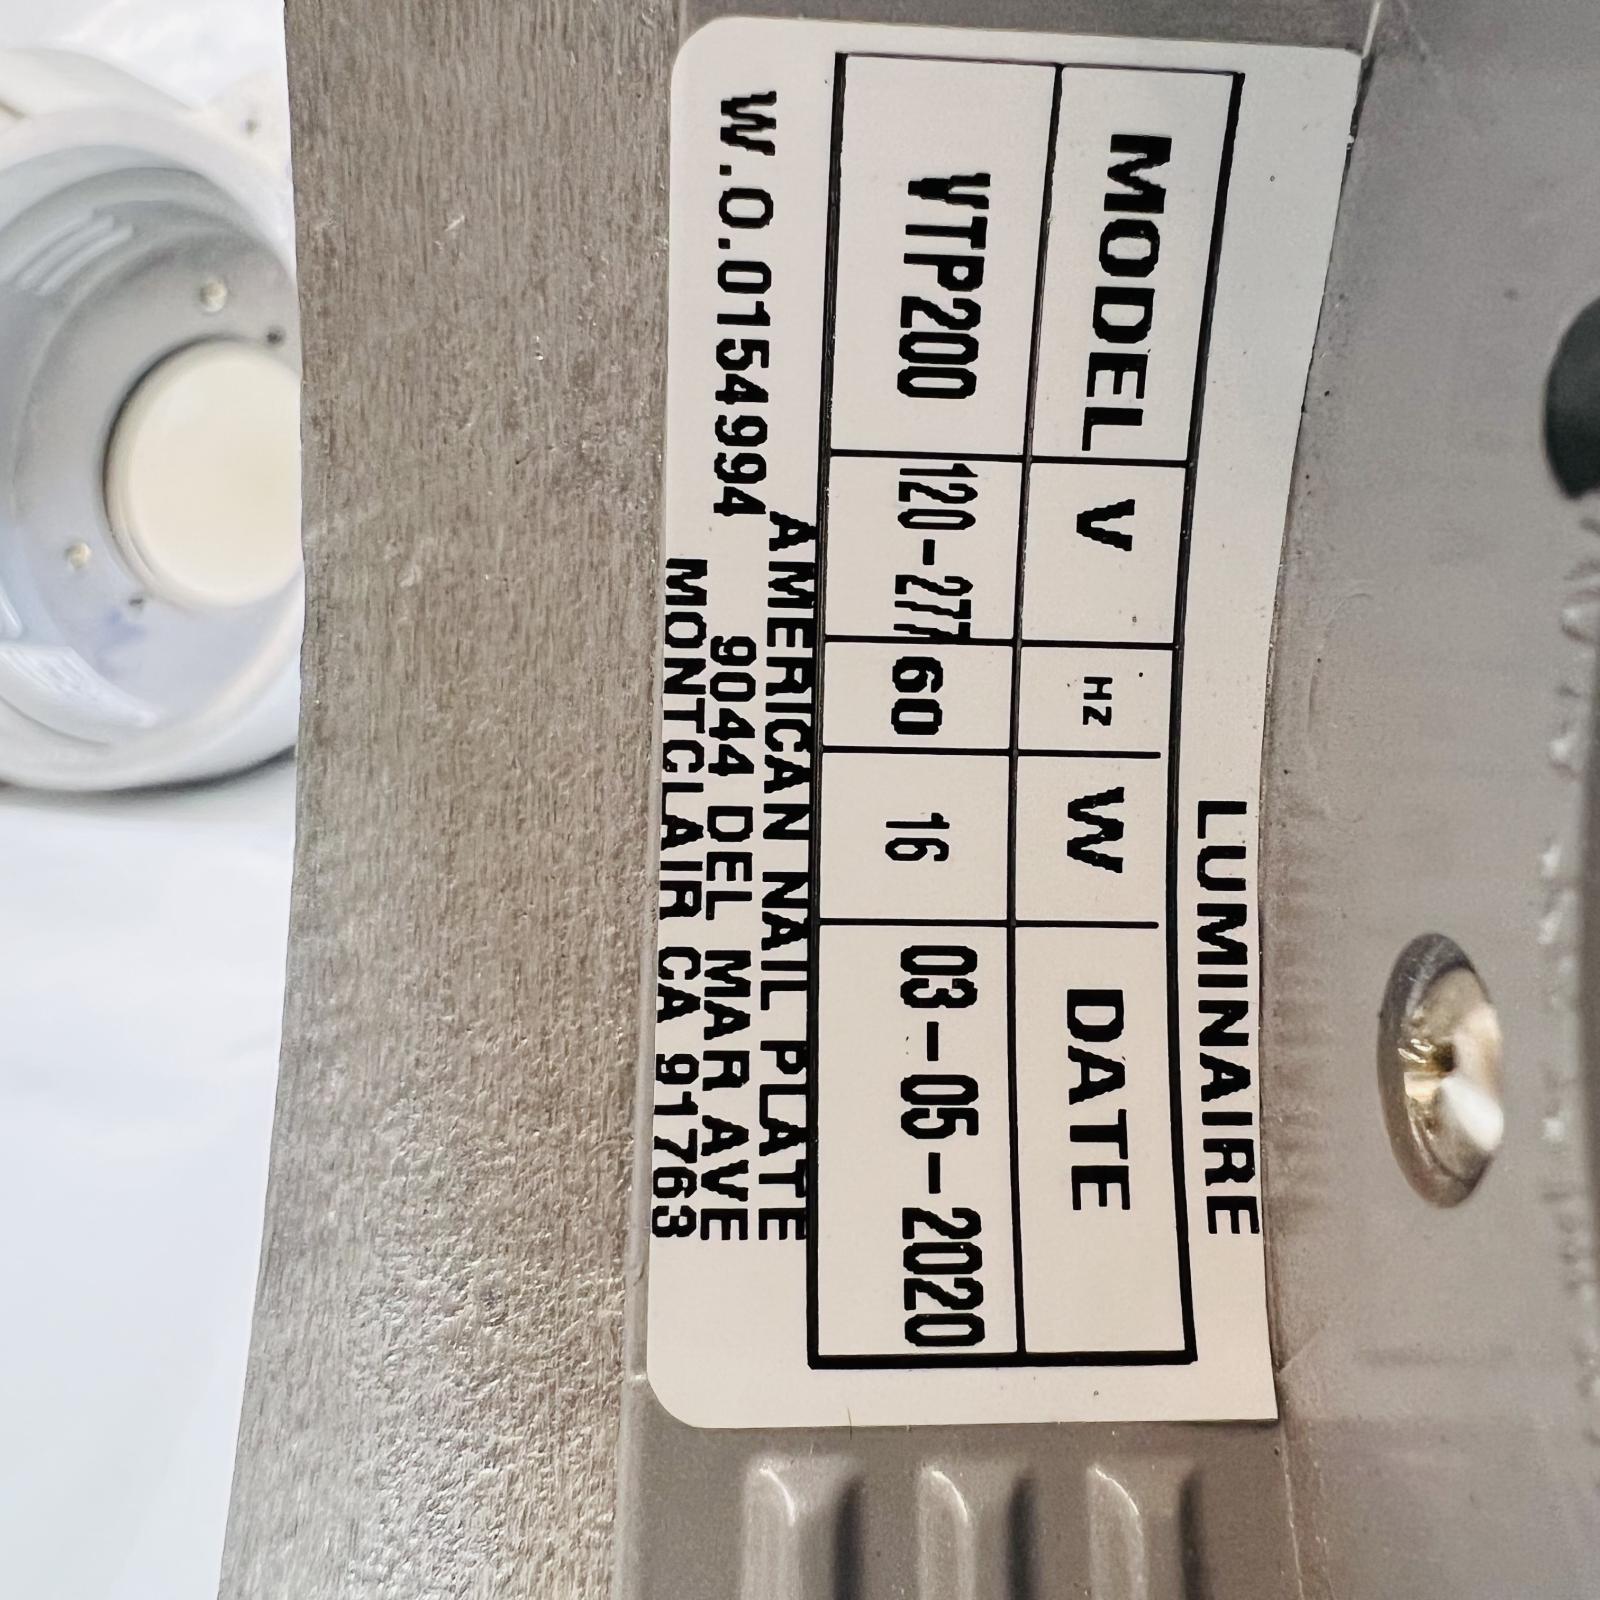 LUMINAIRE
MODEL V HZ W DATE
VTP200 120-277 60 16 03-05-2020
AMERICAN NAIL PLATE
W.O.0154994 9044 DEL MAR AVE
MONTCLAIR CA 91763